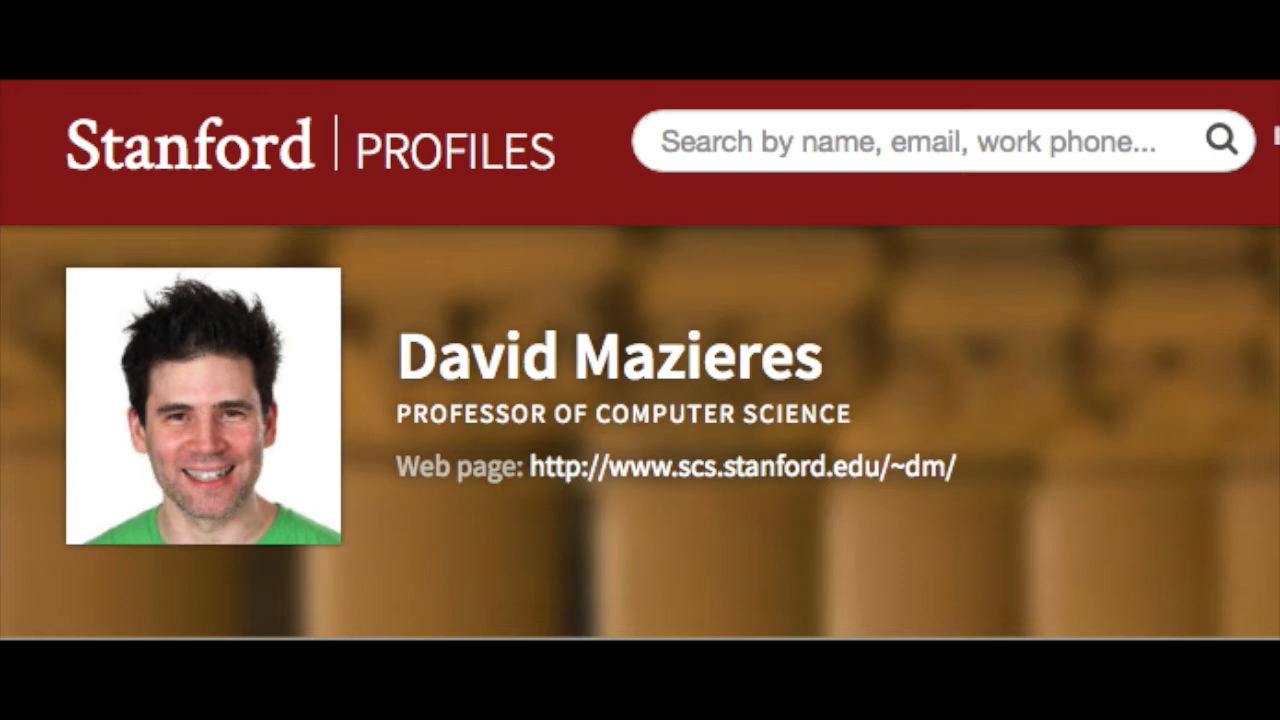 Stanford | PROFILES
Search by name, email, work phone...
David Mazieres
PROFESSOR OF COMPUTER SCIENCE
Web page: http://www.scs.stanford.edu/~dm/